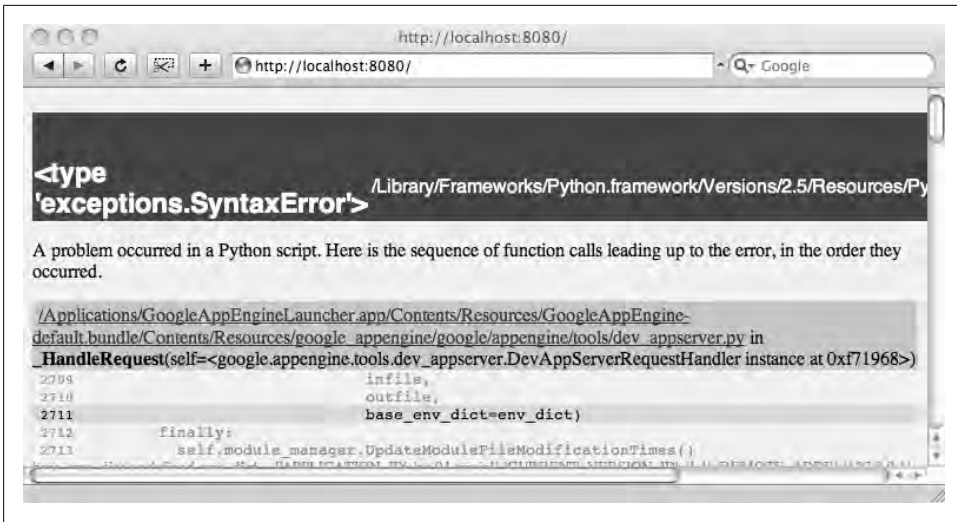 http://localhost:8080/
http://localhost:8080/
Google
<type
'exceptions.SyntaxError'>
/Library/Frameworks/Python.framework/Versions/2.5/Resources/Py
A problem occurred in a Python script. Here is the sequence of function calls leading up to the error, in the order they
occurred.
/Applications/GoogleAppEngineLauncher.app/Contents/Resources/GoogleAppEngine-
default.bundle/Contents/Resources/google_appengine/google/appengine/tools/dev_appserver.py in
_HandleRequest(self=<google.appengine.tools.dev_appserver.DevAppServerRequestHandler instance at 0xf71968>)
2709 infile,
2710 outfile,
2711 base_env_dict=env_dict)
2712 finally:
2713 self.module_manager.UpdateModuleFileModificationTimes()